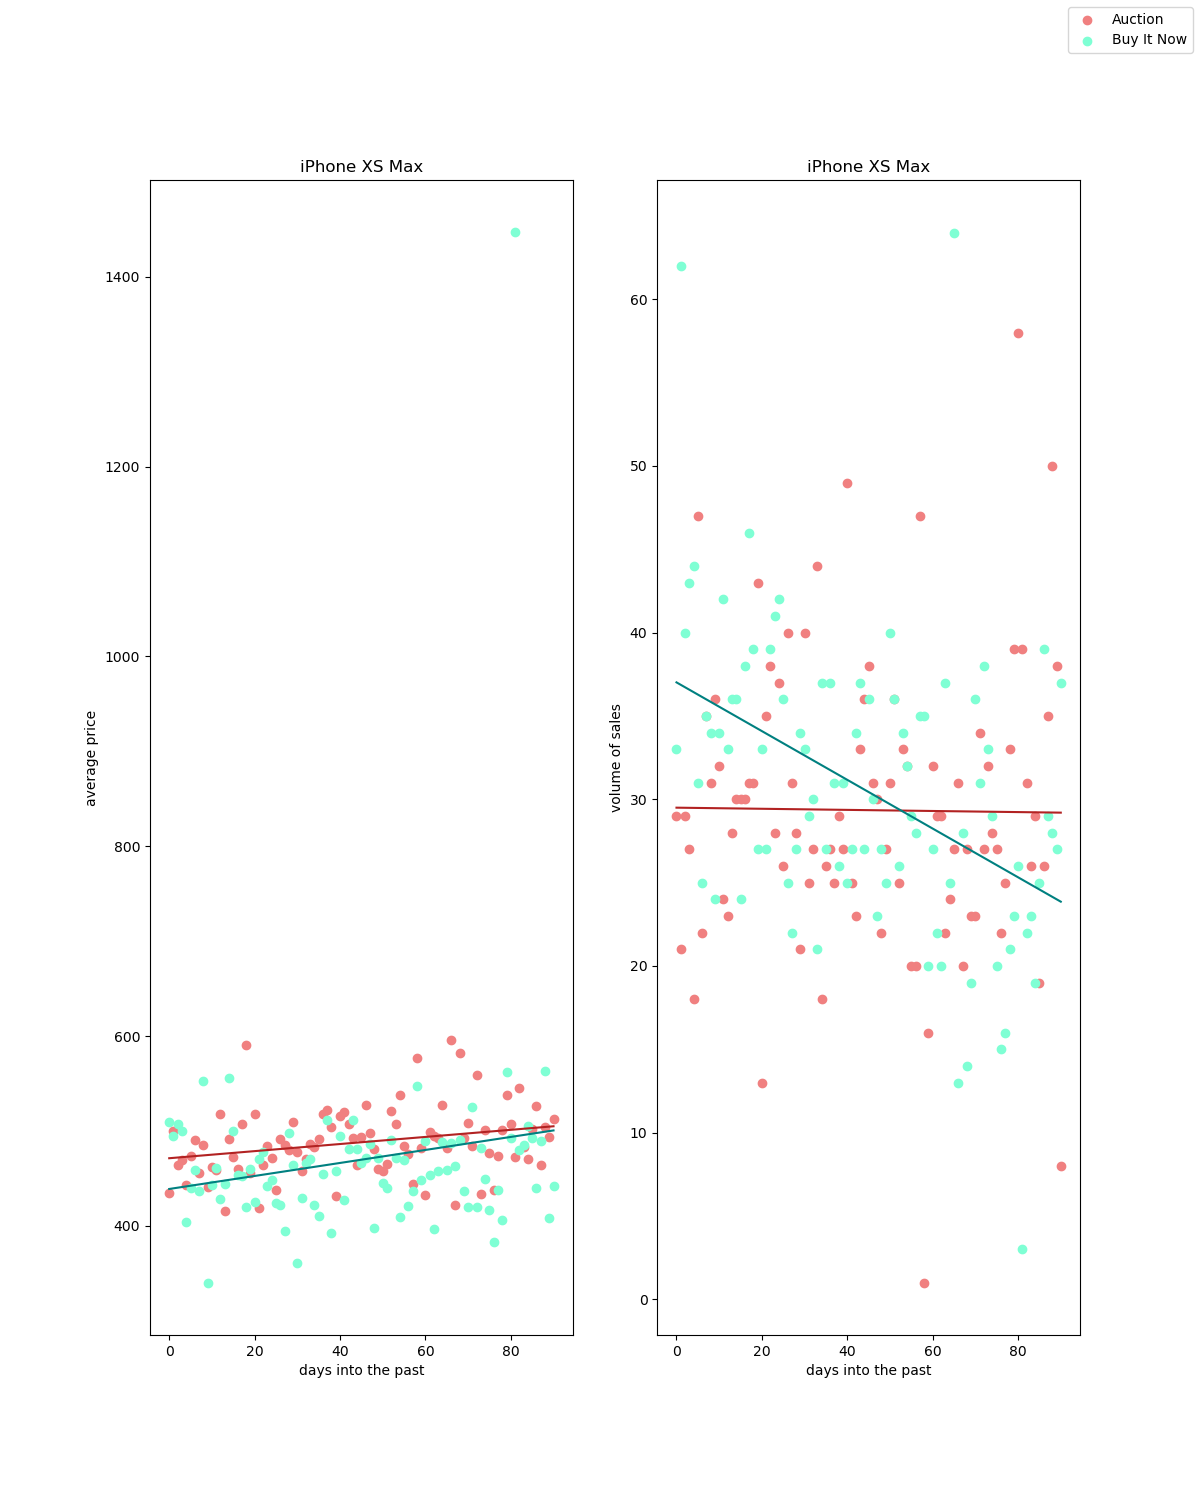 Auction
Buy It Now
iPhone XS Max
average price
1400
1200
1000
800
600
400
0 20 40 60 80
days into the past
iPhone XS Max
volume of sales
60
50
40
30
20
10
0
0 20 40 60 80
days into the past